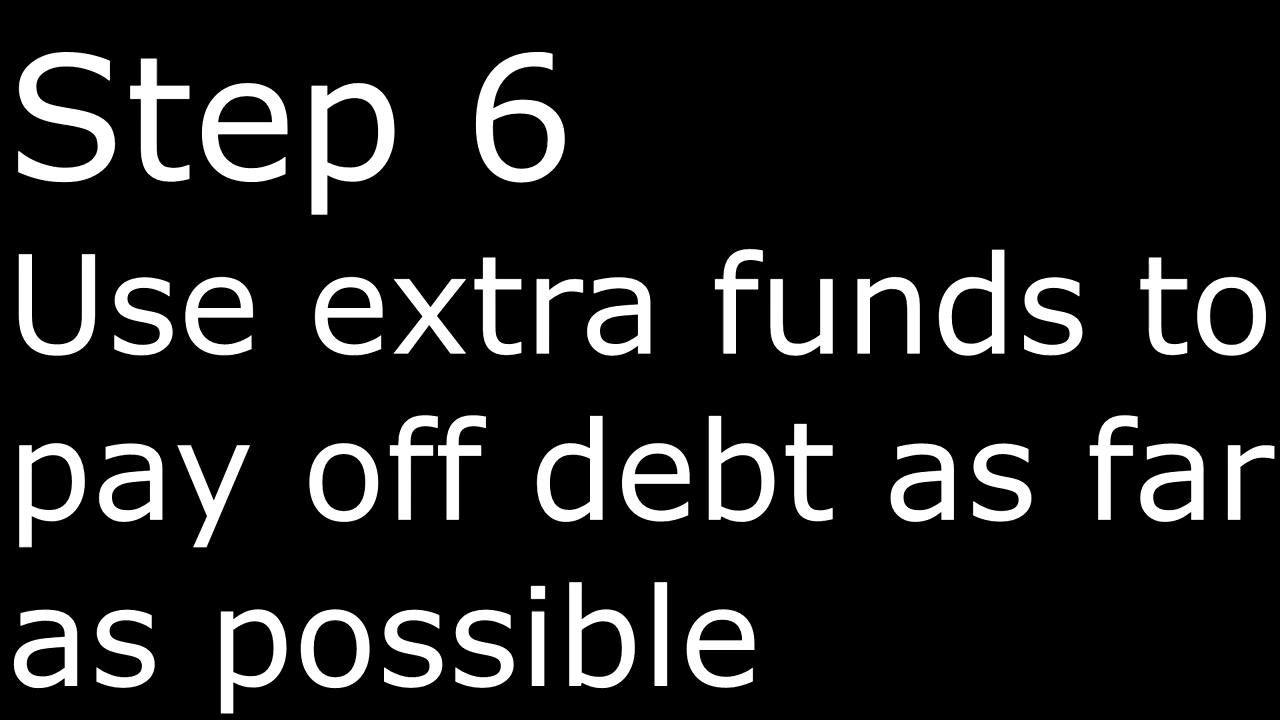 Step 6
Use extra funds to
pay off debt as far
as possible